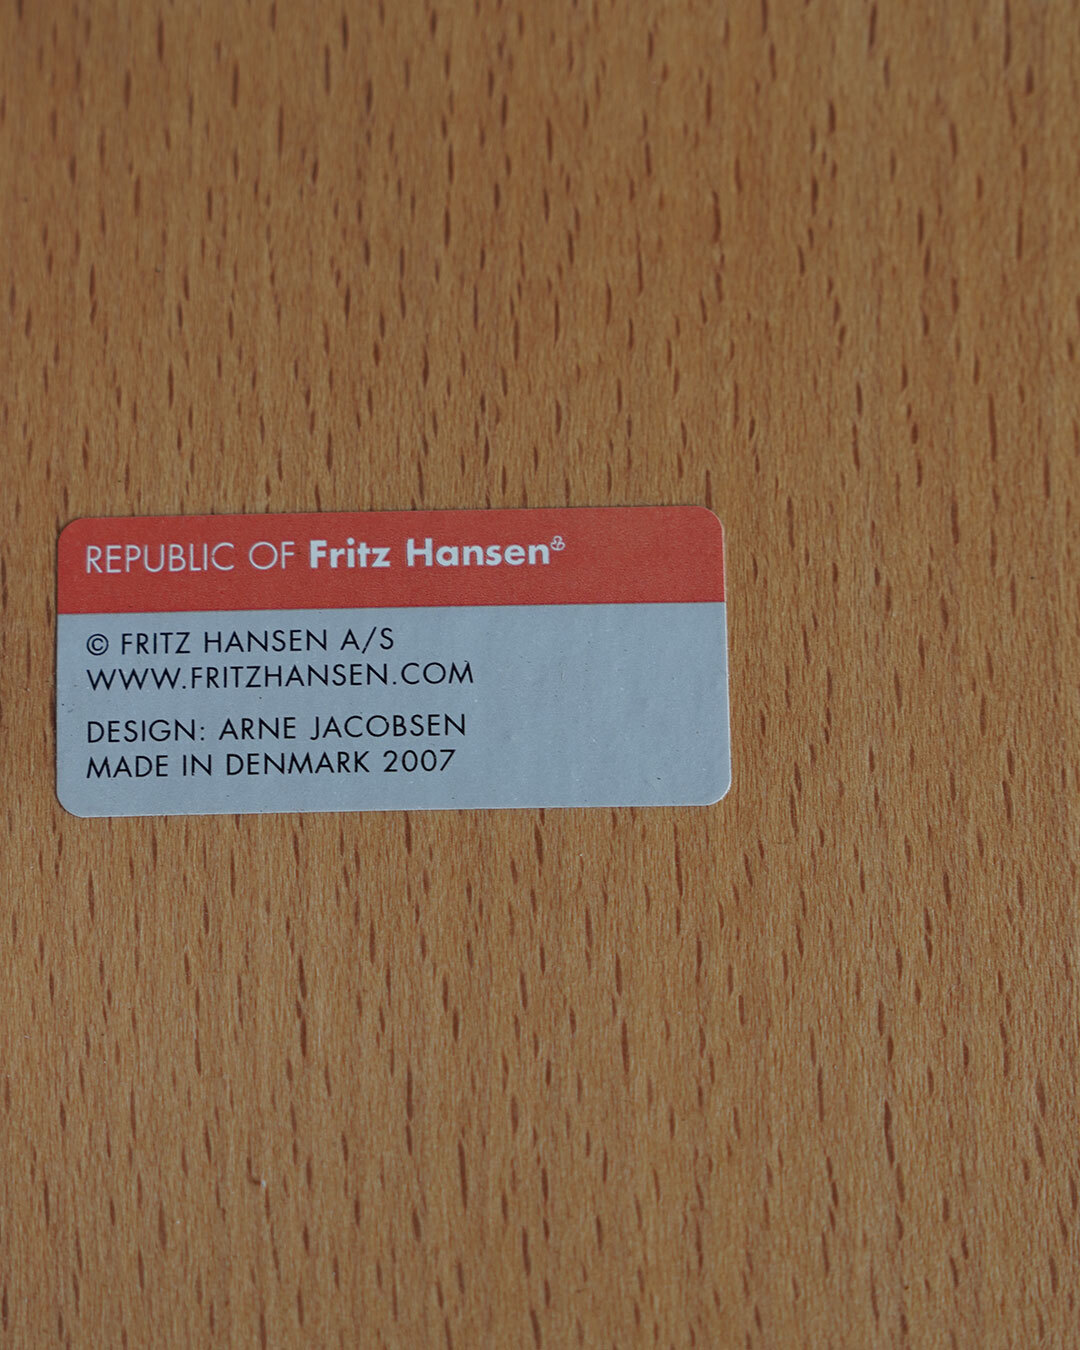 REPUBLIC OF Fritz Hansen
© FRITZ HANSEN A/S
WWW.FRITZHANSEN.COM
DESIGN: ARNE JACOBSEN
MADE IN DENMARK 2007